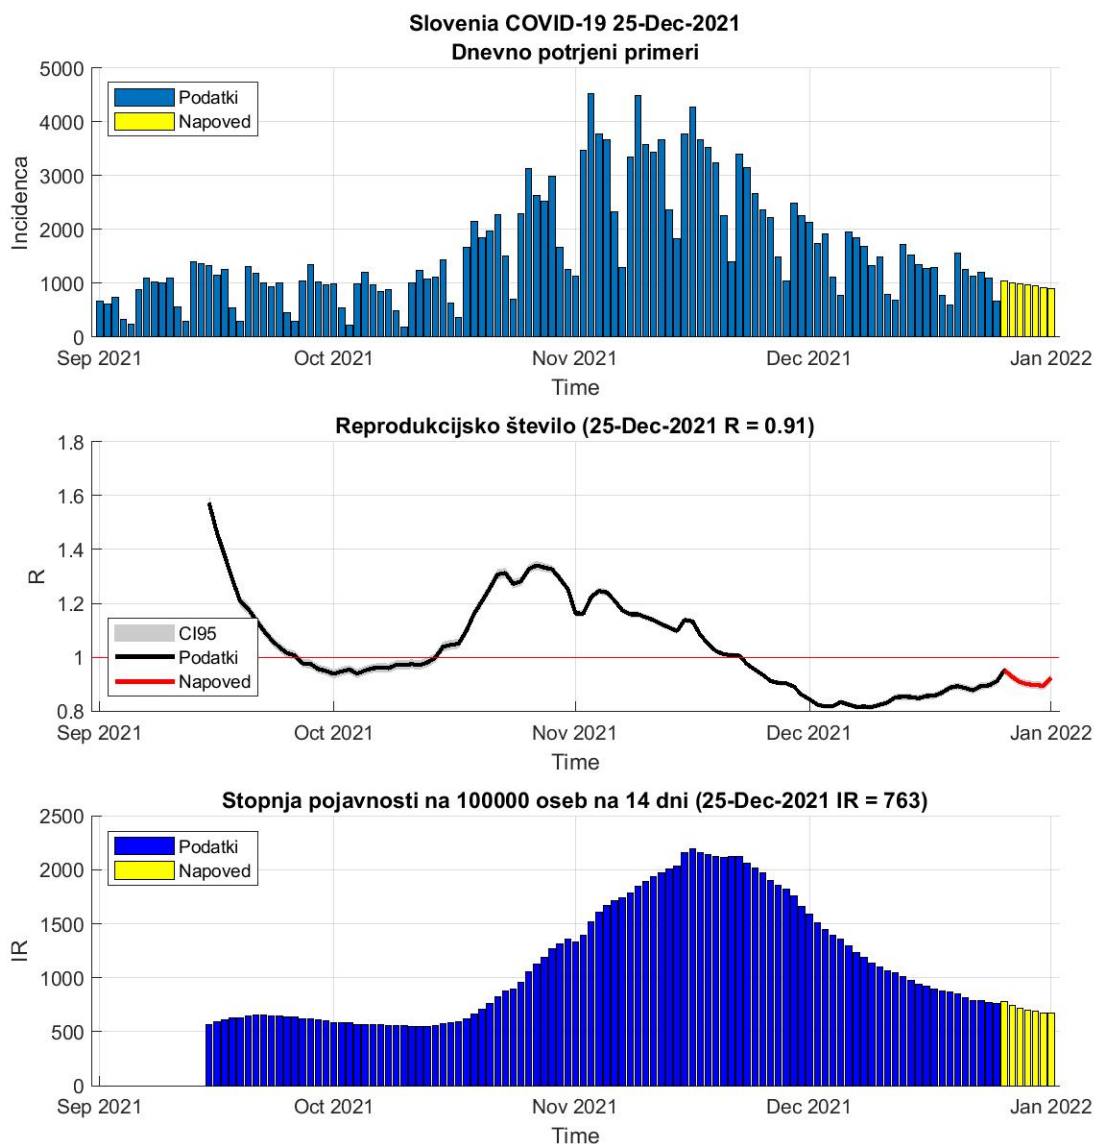 Slovenia COVID-19 25-Dec-2021
Dnevno potrjeni primeri
5000
4000
3000
2000
1000
0
Incidenca
Podatki
Napoved
Sep 2021 Oct 2021 Nov 2021 Dec 2021 Jan 2022
Time
Reprodukcijsko število (25-Dec-2021 R = 0.91)
1.8
1.6
1.4
1.2
1
0.8
R
CI95
Podatki
Napoved
Sep 2021 Oct 2021 Nov 2021 Dec 2021 Jan 2022
Time
Stopnja pojavnosti na 100000 oseb na 14 dni (25-Dec-2021 IR = 763)
2500
2000
1500
1000
500
0
IR
Podatki
Napoved
Sep 2021 Oct 2021 Nov 2021 Dec 2021 Jan 2022
Time